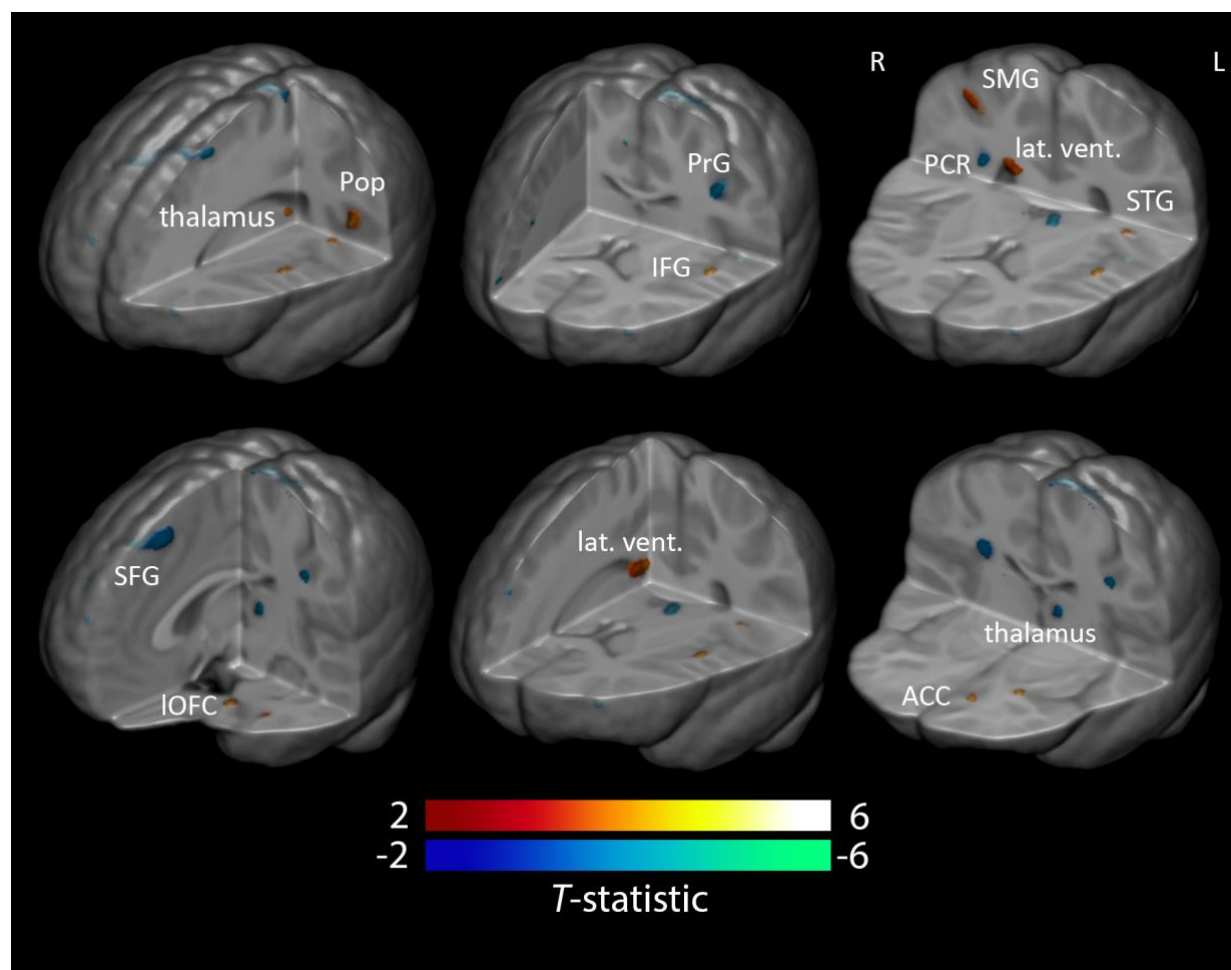 R
L
SMG
PCR
lat. vent.
STG
PrG
IFG
Pop
thalamus
SFG
lOFC
lat. vent.
thalamus
ACC
2
6
-2
-6
T-statistic